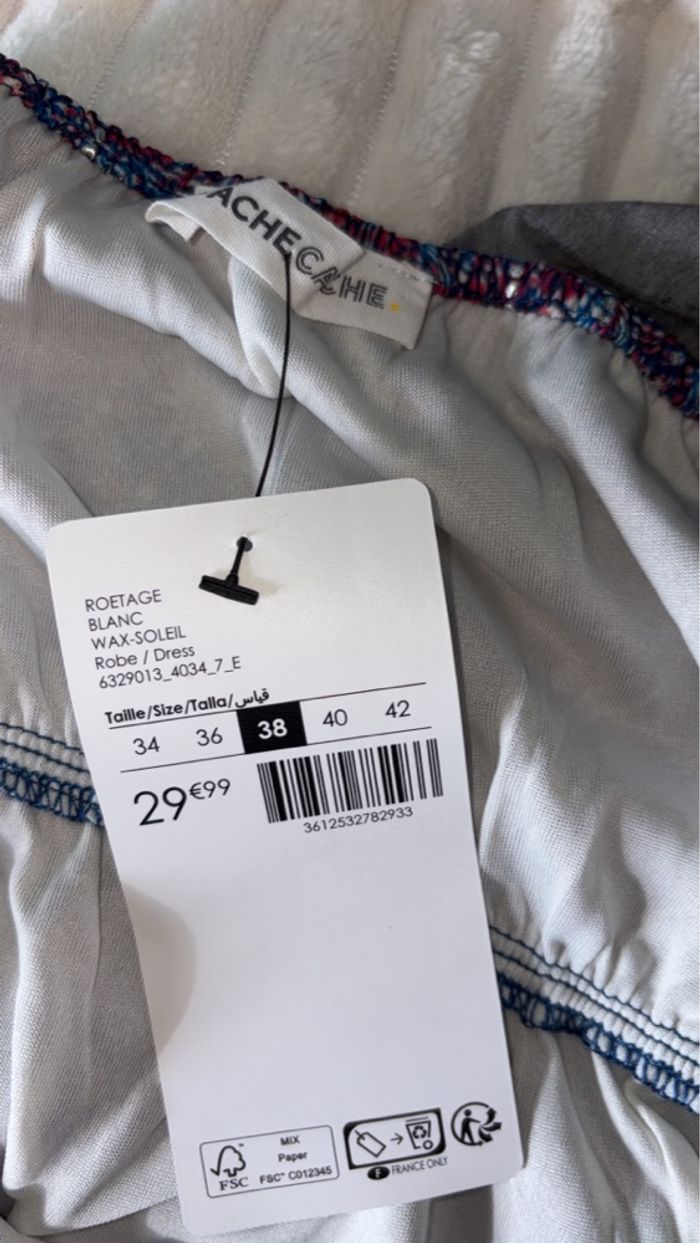 ACHECACHE.
ROETAGE
BLANC
WAX-SOLEIL
Robe / Dress
6329013_4034_7_E
Taille/Size/Talla/قياس
34 36 38 40 42
29€99
3612532782933
FSC
MIX
Paper
FSC™ C012345
F FRANCE ONLY